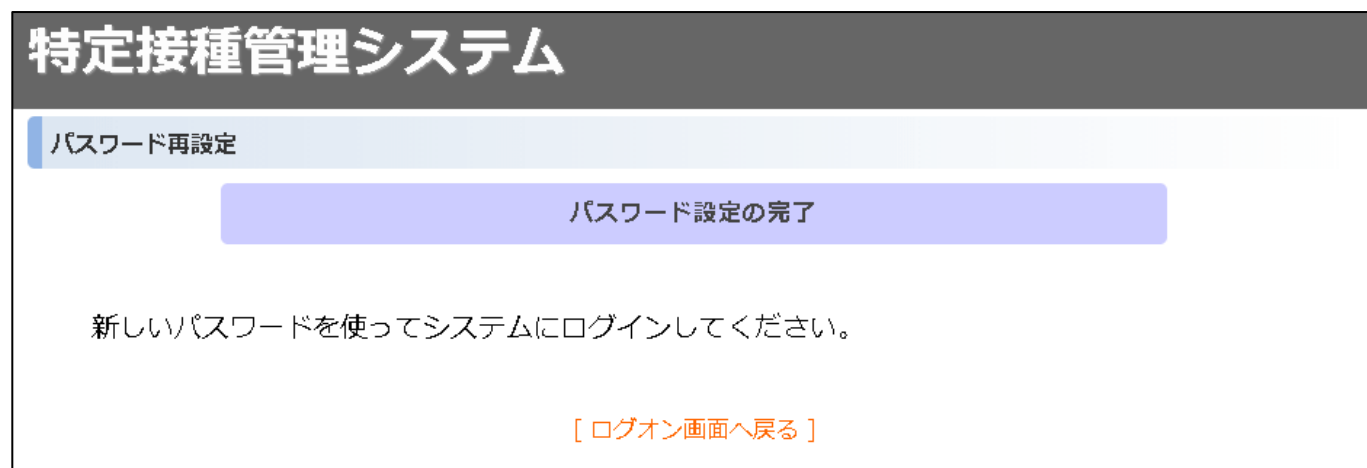 特定接種管理システム
パスワード再設定
パスワード設定の完了
新しいパスワードを使ってシステムにログインしてください。
[ ログオン画面へ戻る ]